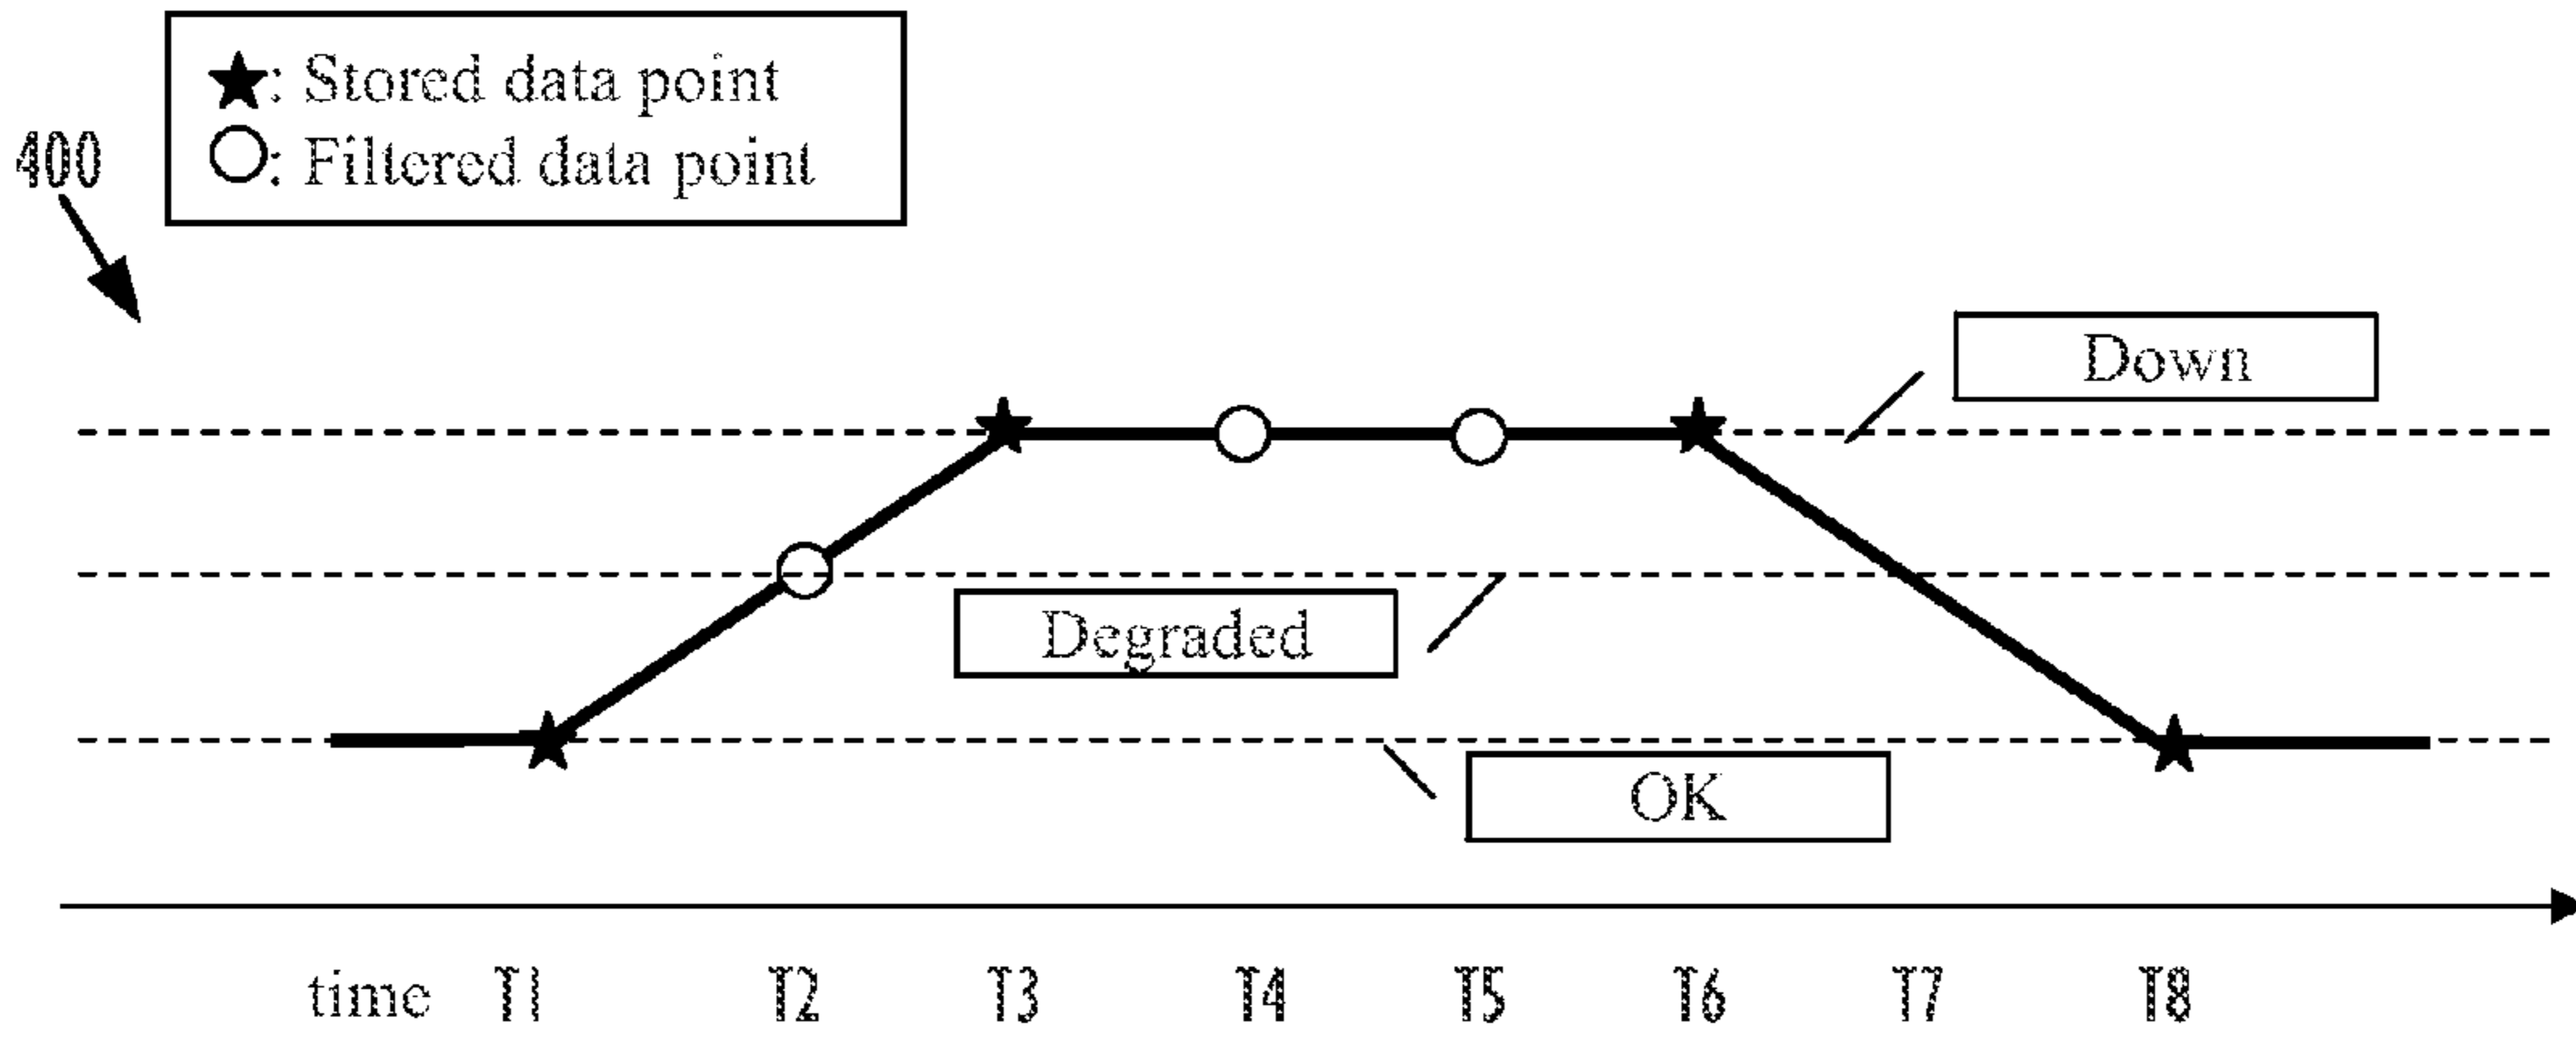 ★: Stored data point
○: Filtered data point
400
Down
Degraded
OK
time T1 T2 T3 T4 T5 T6 T7 T8